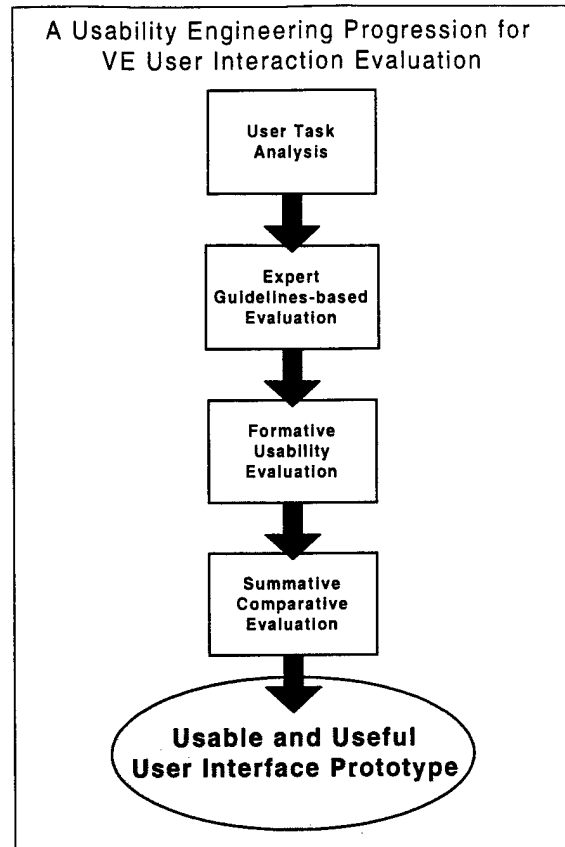 A Usability Engineering Progression for
VE User Interaction Evaluation
User Task
Analysis
Expert
Guidelines-based
Evaluation
Formative
Usability
Evaluation
Summative
Comparative
Evaluation
Usable and Useful
User Interface Prototype